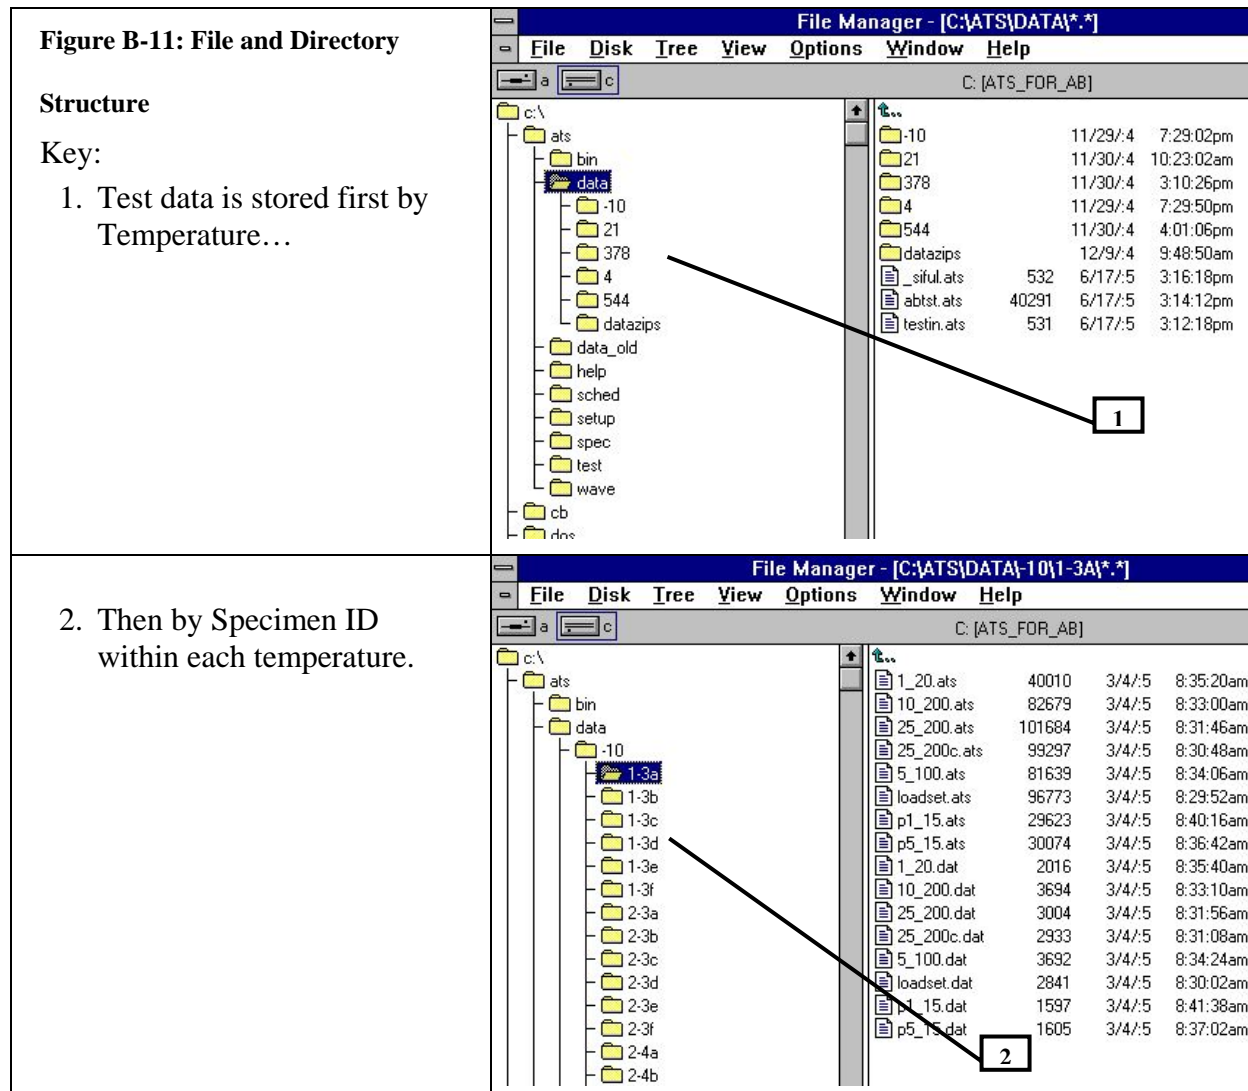 Figure B-11: File and Directory
Structure
Key:
1. Test data is stored first by
Temperature…
File Manager - [C:\ATS\DATA\*.*]
File Disk Tree View Options Window Help
a c C: [ATS_FOR_AB]
c:\
ats
bin
data
-10
21
378
4
544
datazips
data_old
help
sched
setup
spec
test
wave
cb
dos
..
-10 11/29/:4 7:29:02pm
21 11/30/:4 10:23:02am
378 11/30/:4 3:10:26pm
4 11/29/:4 7:29:50pm
544 11/30/:4 4:01:06pm
datazips 12/9/:4 9:48:50am
_siful.ats 532 6/17/:5 3:16:18pm
abtst.ats 40291 6/17/:5 3:14:12pm
testin.ats 531 6/17/:5 3:12:18pm
1
2. Then by Specimen ID
within each temperature.
File Manager - [C:\ATS\DATA\-10\1-3A\*.*]
File Disk Tree View Options Window Help
a c C: [ATS_FOR_AB]
c:\
ats
bin
data
-10
1-3a
1-3b
1-3c
1-3d
1-3e
1-3f
2-3a
2-3b
2-3c
2-3d
2-3e
2-3f
2-4a
2-4b
..
1_20.ats 40010 3/4/:5 8:35:20am
10_200.ats 82679 3/4/:5 8:33:00am
25_200.ats 101684 3/4/:5 8:31:46am
25_200c.ats 99297 3/4/:5 8:30:48am
5_100.ats 81639 3/4/:5 8:34:06am
loadset.ats 96773 3/4/:5 8:29:52am
p1_15.ats 29623 3/4/:5 8:40:16am
p5_15.ats 30074 3/4/:5 8:36:42am
1_20.dat 2016 3/4/:5 8:35:40am
10_200.dat 3694 3/4/:5 8:33:10am
25_200.dat 3004 3/4/:5 8:31:56am
25_200c.dat 2933 3/4/:5 8:31:08am
5_100.dat 3692 3/4/:5 8:34:24am
loadset.dat 2841 3/4/:5 8:30:02am
p1_15.dat 1597 3/4/:5 8:41:38am
p5_15.dat 1605 3/4/:5 8:37:02am
2